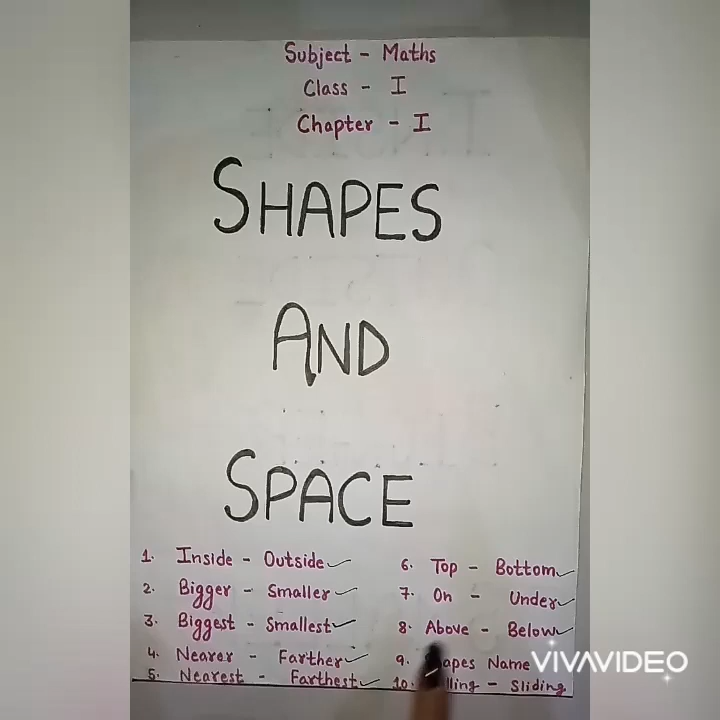 Subject - Maths
Class - I
Chapter - I
SHAPES
AND
SPACE
1. Inside - Outside
2. Bigger - Smaller
3. Biggest - Smallest
4. Nearer - Farther
5. Nearest - Farthest
6. Top - Bottom
7. On - Under
8. Above - Below
9. Name
10. - Sliding
VIVAVIDEO